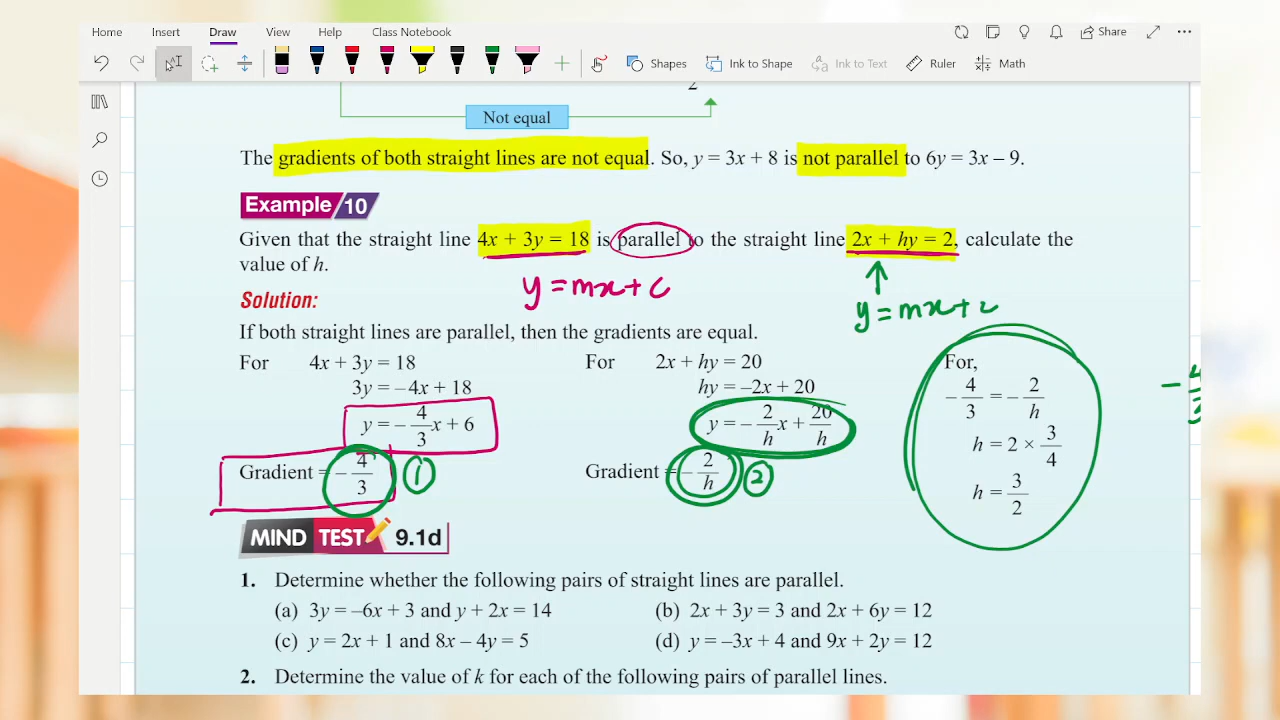 Home Insert Draw View Help Class Notebook Share
Shapes Ink to Shape Ink to Text Ruler Math
2
Not equal
The gradients of both straight lines are not equal. So, y = 3x + 8 is not parallel to 6y = 3x – 9.
Example 10
Given that the straight line 4x + 3y = 18 is parallel to the straight line 2x + hy = 2, calculate the
value of h.
y = mx + c
y = mx + c
Solution:
If both straight lines are parallel, then the gradients are equal.
For 4x + 3y = 18
3y = –4x + 18
y = –4/3x + 6
Gradient = –4/3 ①
For 2x + hy = 20
hy = –2x + 20
y = –2/h x + 20/h
Gradient = –2/h ②
For,
–4/3 = –2/h
h = 2 × 3/4
h = 3/2
MIND TEST 9.1d
1. Determine whether the following pairs of straight lines are parallel.
(a) 3y = –6x + 3 and y + 2x = 14 (b) 2x + 3y = 3 and 2x + 6y = 12
(c) y = 2x + 1 and 8x – 4y = 5 (d) y = –3x + 4 and 9x + 2y = 12
2. Determine the value of k for each of the following pairs of parallel lines.